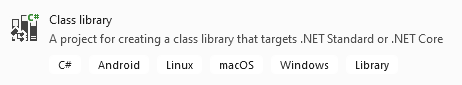 C#
Class library
A project for creating a class library that targets .NET Standard or .NET Core
C# Android Linux macOS Windows Library